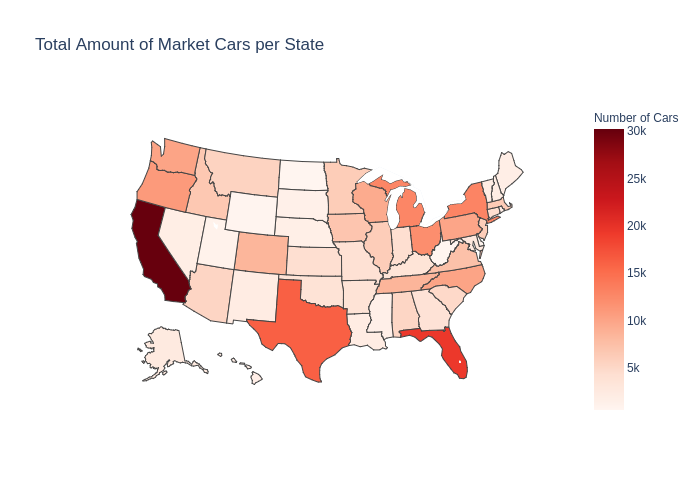 Total Amount of Market Cars per State
Number of Cars
30k
25k
20k
15k
10k
5k